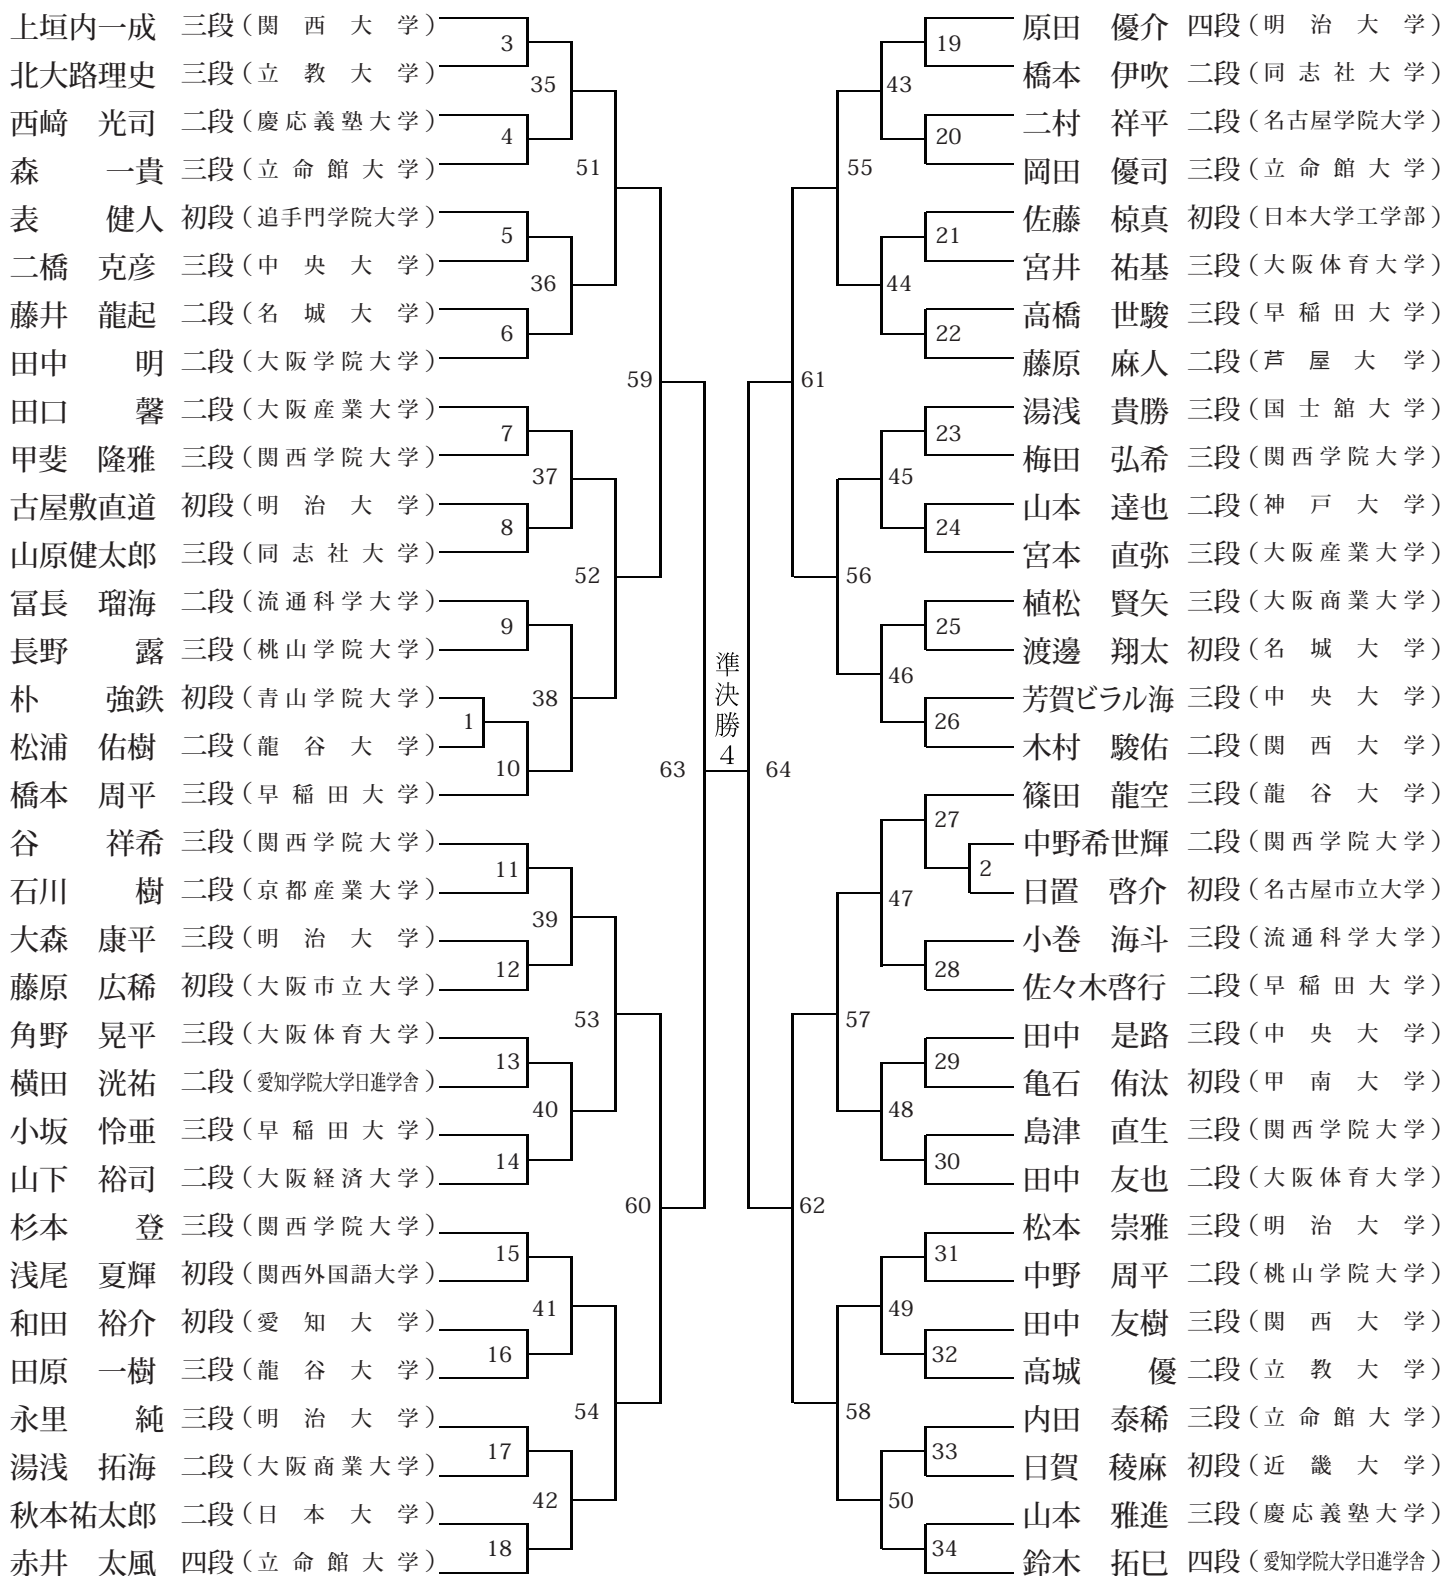 上垣内一成 三段（関西大学）
3
北大路理史 三段（立教大学）
35
西﨑 光司 二段（慶応義塾大学）
4
森 一貴 三段（立命館大学）
51
表 健人 初段（追手門学院大学）
5
二橋 克彦 三段（中央大学）
36
藤井 龍起 二段（名城大学）
6
田中 明 二段（大阪学院大学）
59
田口 馨 二段（大阪産業大学）
7
甲斐 隆雅 三段（関西学院大学）
37
古屋敷直道 初段（明治大学）
8
山原健太郎 三段（同志社大学）
52
冨長 瑠海 二段（流通科学大学）
9
長野 露 三段（桃山学院大学）
38
朴 強鉄 初段（青山学院大学）
1
松浦 佑樹 二段（龍谷大学）
10
橋本 周平 三段（早稲田大学）
63
谷 祥希 三段（関西学院大学）
11
石川 樹 二段（京都産業大学）
39
大森 康平 三段（明治大学）
12
藤原 広稀 初段（大阪市立大学）
53
角野 晃平 三段（大阪体育大学）
13
横田 洸祐 二段（愛知学院大学日進学舎）
40
小坂 怜亜 三段（早稲田大学）
14
山下 裕司 二段（大阪経済大学）
60
杉本 登 三段（関西学院大学）
15
浅尾 夏輝 初段（関西外国語大学）
41
和田 裕介 初段（愛知大学）
16
田原 一樹 三段（龍谷大学）
54
永里 純 三段（明治大学）
17
湯浅 拓海 二段（大阪商業大学）
42
秋本祐太郎 二段（日本大学）
18
赤井 太風 四段（立命館大学）
準決勝4
原田 優介 四段（明治大学）
19
橋本 伊吹 二段（同志社大学）
43
二村 祥平 二段（名古屋学院大学）
20
岡田 優司 三段（立命館大学）
55
佐藤 椋真 初段（日本大学工学部）
21
宮井 祐基 三段（大阪体育大学）
44
高橋 世駿 三段（早稲田大学）
22
藤原 麻人 二段（芦屋大学）
61
湯浅 貴勝 三段（国士舘大学）
23
梅田 弘希 三段（関西学院大学）
45
山本 達也 二段（神戸大学）
24
宮本 直弥 三段（大阪産業大学）
56
植松 賢矢 三段（大阪商業大学）
25
渡邊 翔太 初段（名城大学）
46
芳賀ビラル海 三段（中央大学）
26
木村 駿佑 二段（関西大学）
64
篠田 龍空 三段（龍谷大学）
27
中野希世輝 二段（関西学院大学）
2
日置 啓介 初段（名古屋市立大学）
47
小巻 海斗 三段（流通科学大学）
28
佐々木啓行 二段（早稲田大学）
57
田中 是路 三段（中央大学）
29
亀石 侑汰 初段（甲南大学）
48
島津 直生 三段（関西学院大学）
30
田中 友也 二段（大阪体育大学）
62
松本 崇雅 三段（明治大学）
31
中野 周平 二段（桃山学院大学）
49
田中 友樹 三段（関西大学）
32
高城 優 二段（立教大学）
58
内田 泰稀 三段（立命館大学）
33
日賀 稜麻 初段（近畿大学）
50
山本 雅進 三段（慶応義塾大学）
34
鈴木 拓巳 四段（愛知学院大学日進学舎）